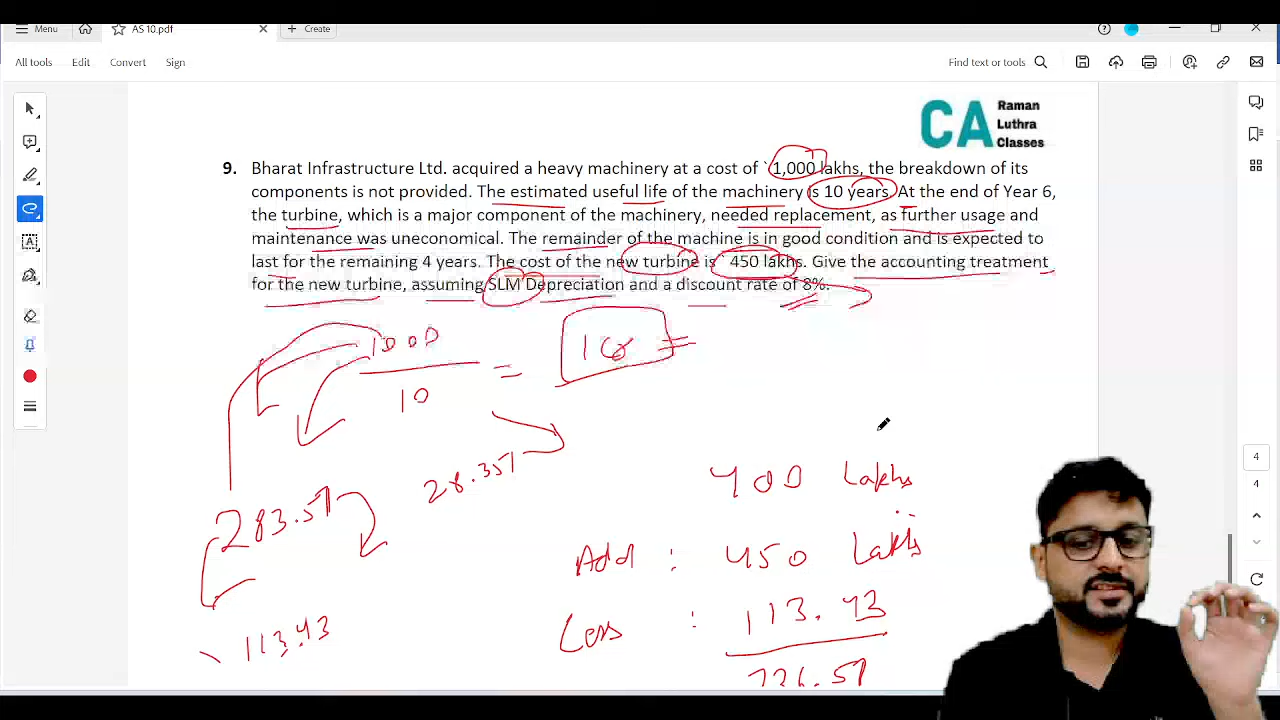 Menu AS 10.pdf Create
All tools Edit Convert Sign Find text or tools
CA Raman
Luthra
Classes
9. Bharat Infrastructure Ltd. acquired a heavy machinery at a cost of ` 1,000 lakhs, the breakdown of its
components is not provided. The estimated useful life of the machinery is 10 years. At the end of Year 6,
the turbine, which is a major component of the machinery, needed replacement, as further usage and
maintenance was uneconomical. The remainder of the machine is in good condition and is expected to
last for the remaining 4 years. The cost of the new turbine is ` 450 lakhs. Give the accounting treatment
for the new turbine, assuming SLM Depreciation and a discount rate of 8%.
1000
10
=
1 Cr =
28.357
400 Lakhs
283.57
Add : 450 Lakhs
Less : 113.43
113.43
736.57
4
4